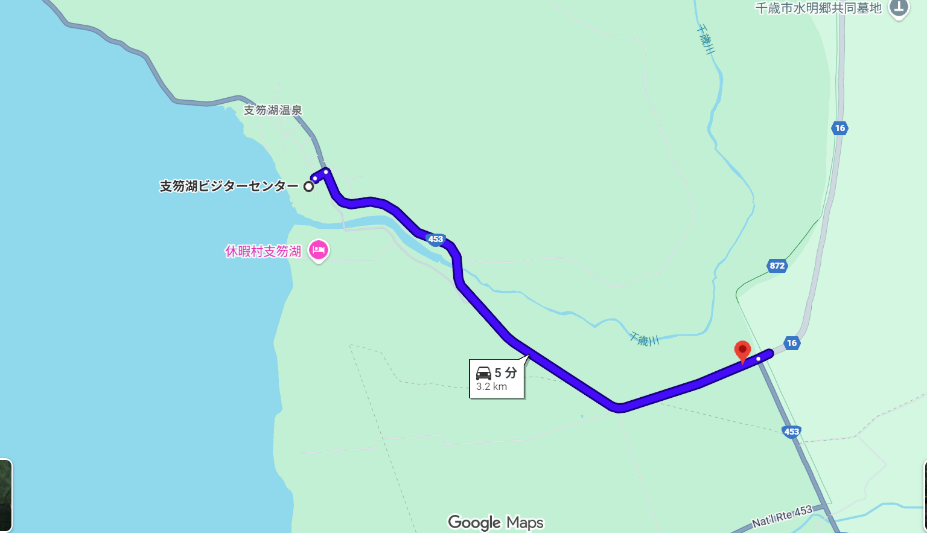 千歳市水明郷共同墓地
千歳川
16
支笏湖温泉
支笏湖ビジターセンター
453
休暇村支笏湖
872
千歳川
16
5 分
3.2 km
453
Nat'l Rte 453
Google Maps